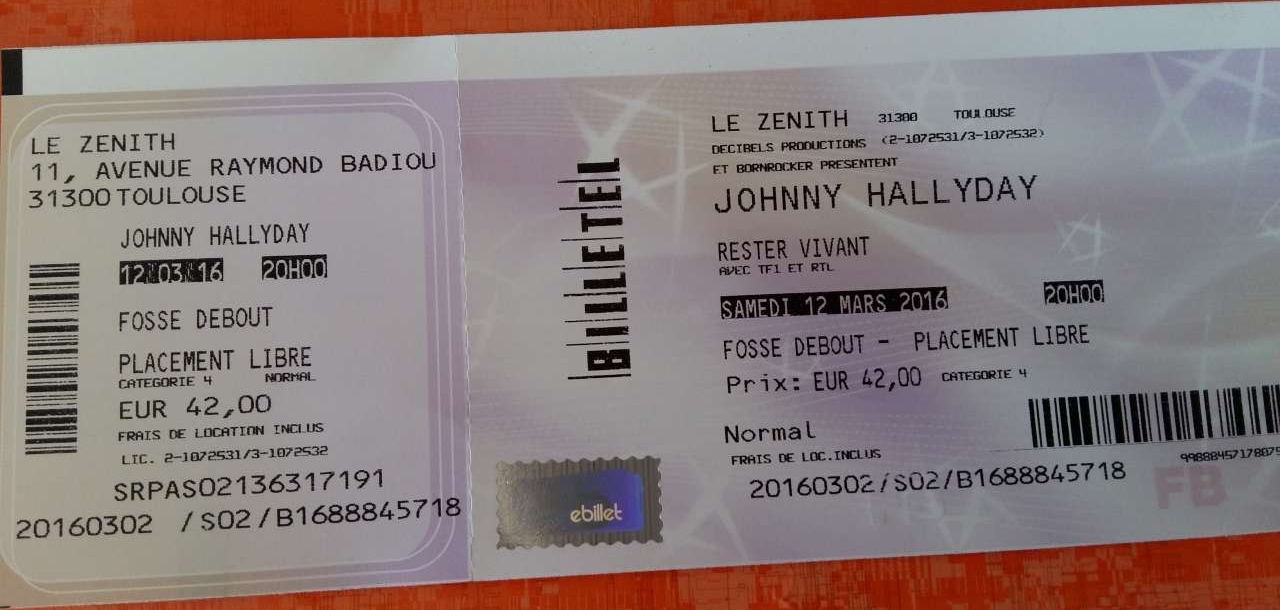 LE ZENITH
11, AVENUE RAYMOND BADIOU
31300 TOULOUSE
JOHNNY HALLYDAY
12 03 16 20H00
FOSSE DEBOUT
PLACEMENT LIBRE
CATEGORIE 4 NORMAL
EUR 42,00
FRAIS DE LOCATION INCLUS
LIC. 2-1072531/3-1072532
SRPAS02136317191
20160302 /S02/B1688845718
BILLETEL
ebillet
LE ZENITH 31300 TOULOUSE
DECIBELS PRODUCTIONS (2-1072531/3-1072532)
ET BORNROCKER PRESENTENT
JOHNNY HALLYDAY
RESTER VIVANT
AVEC TF1 ET RTL
SAMEDI 12 MARS 2016 20H00
FOSSE DEBOUT - PLACEMENT LIBRE
Prix: EUR 42,00 CATEGORIE 4
Normal
FRAIS DE LOC.INCLUS
20160302/S02/B1688845718
FB